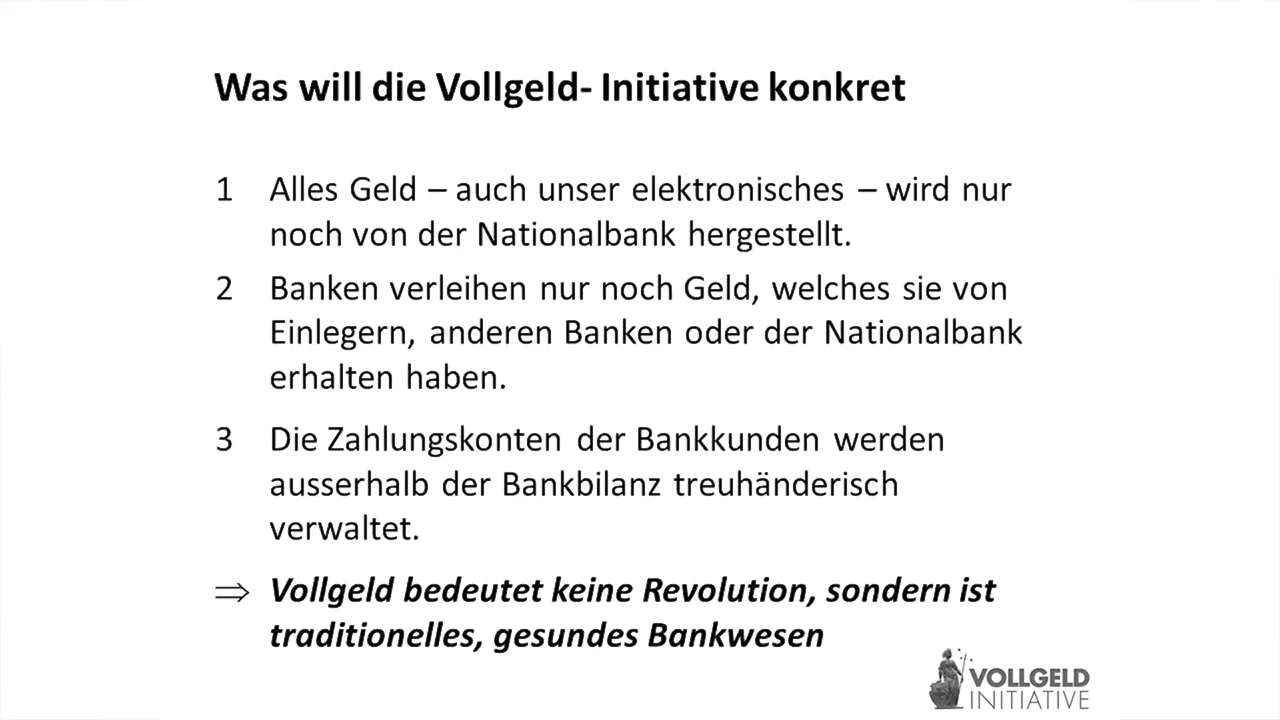 Was will die Vollgeld- Initiative konkret
1 Alles Geld – auch unser elektronisches – wird nur
noch von der Nationalbank hergestellt.
2 Banken verleihen nur noch Geld, welches sie von
Einlegern, anderen Banken oder der Nationalbank
erhalten haben.
3 Die Zahlungskonten der Bankkunden werden
ausserhalb der Bankbilanz treuhänderisch
verwaltet.
⇒ Vollgeld bedeutet keine Revolution, sondern ist
traditionelles, gesundes Bankwesen
VOLLGELD
INITIATIVE